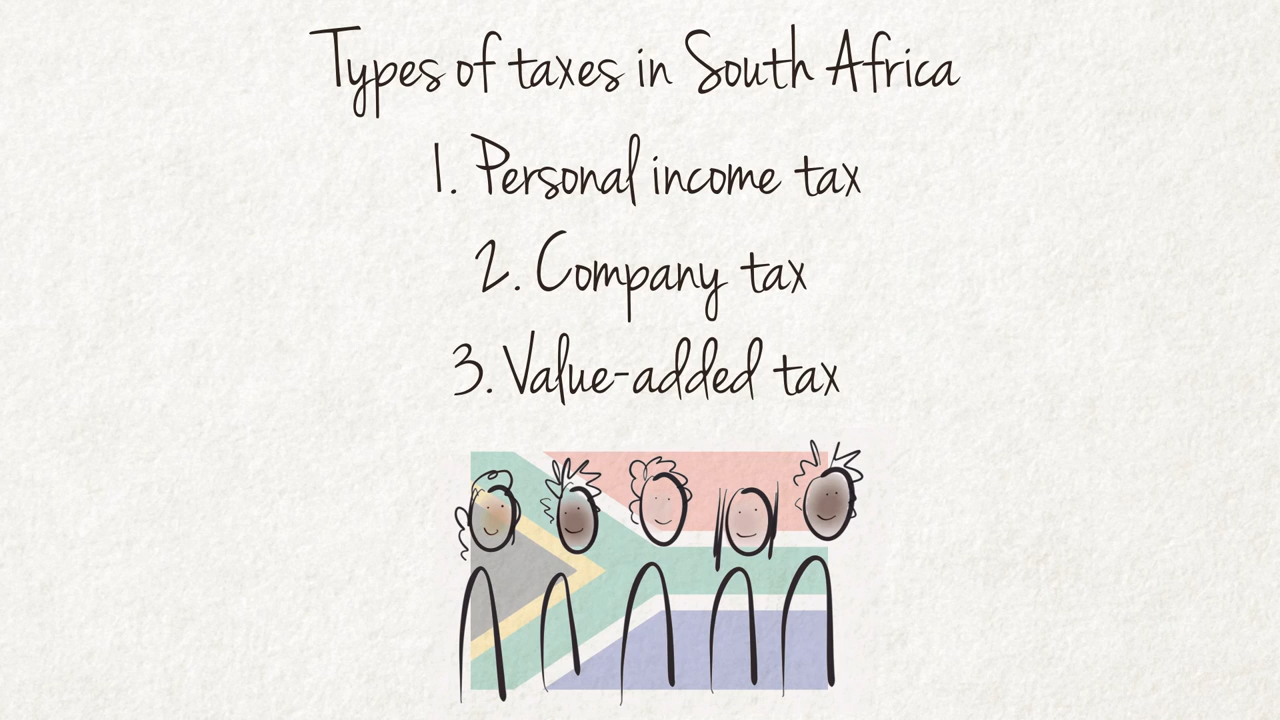 Types of taxes in South Africa
1. Personal income tax
2. Company tax
3. Value-added tax